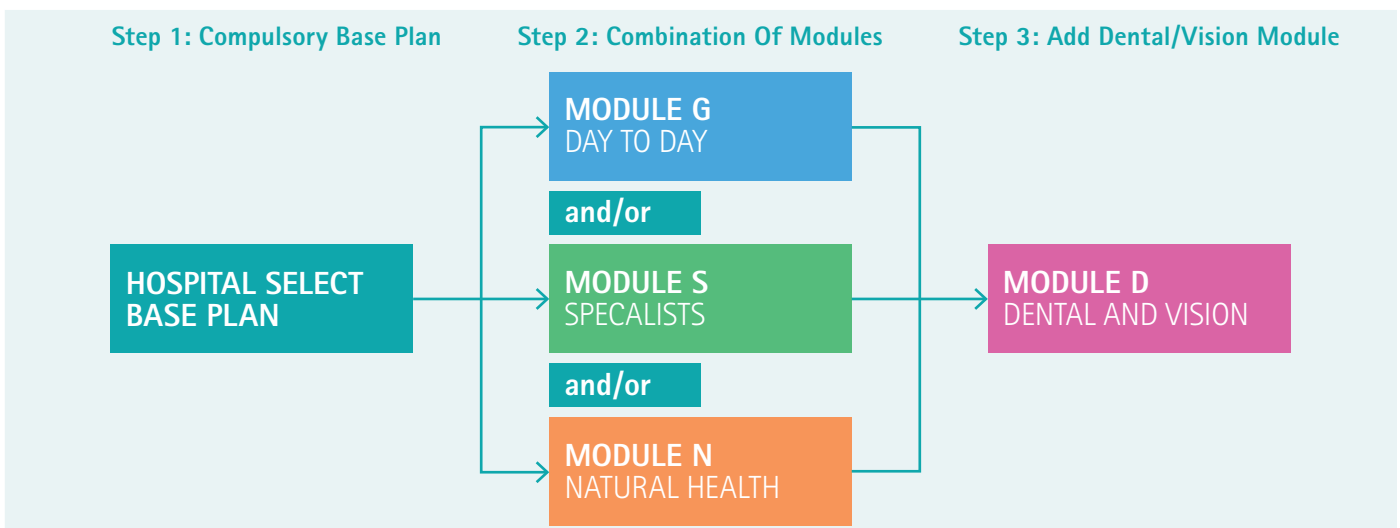 Step 1: Compulsory Base Plan
Step 2: Combination Of Modules
Step 3: Add Dental/Vision Module
HOSPITAL SELECT
BASE PLAN
MODULE G
DAY TO DAY
and/or
MODULE S
SPECALISTS
and/or
MODULE N
NATURAL HEALTH
MODULE D
DENTAL AND VISION